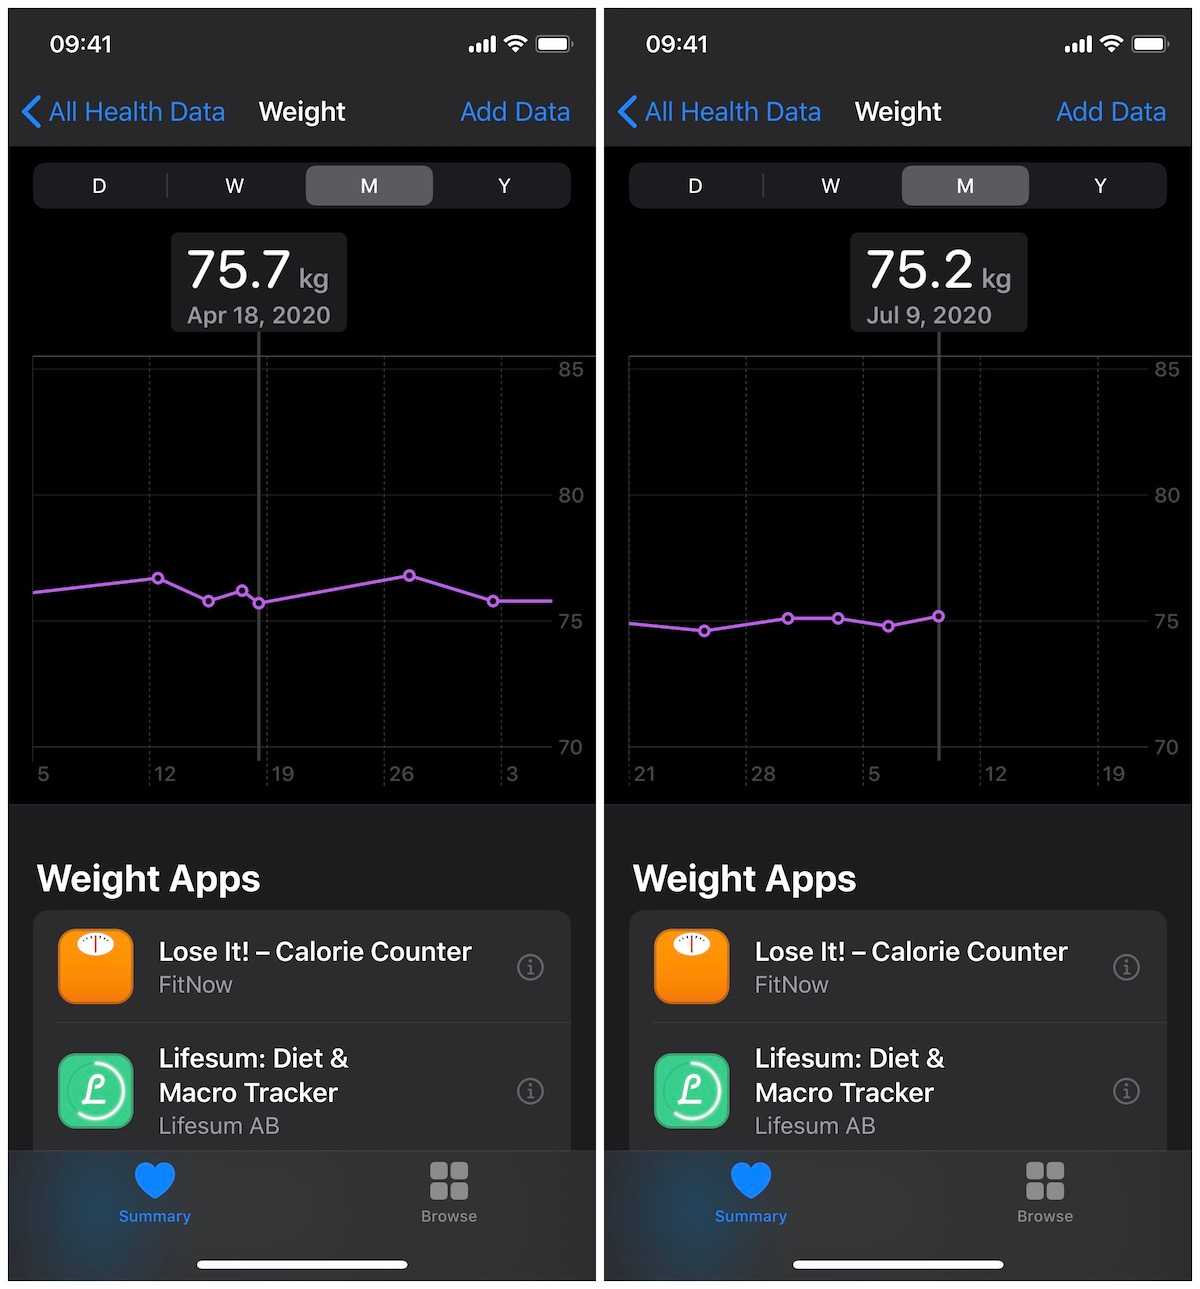 09:41
All Health Data Weight Add Data
D W M Y
75.7 kg
Apr 18, 2020
85
80
75
70
5 12 19 26 3
Weight Apps
Lose It! – Calorie Counter
FitNow
Lifesum: Diet &
Macro Tracker
Lifesum AB
Summary Browse
09:41
All Health Data Weight Add Data
D W M Y
75.2 kg
Jul 9, 2020
85
80
75
70
21 28 5 12 19
Weight Apps
Lose It! – Calorie Counter
FitNow
Lifesum: Diet &
Macro Tracker
Lifesum AB
Summary Browse